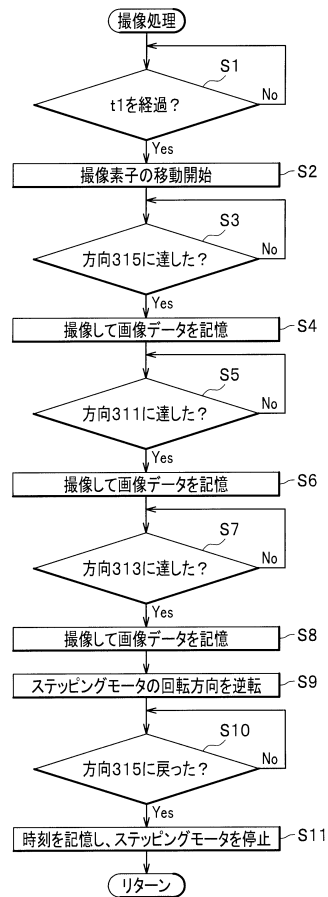 撮像処理
S1
t1を経過？
No
Yes
撮像素子の移動開始
S2
S3
方向315に達した？
No
Yes
撮像して画像データを記憶
S4
S5
方向311に達した？
No
Yes
撮像して画像データを記憶
S6
S7
方向313に達した？
No
Yes
撮像して画像データを記憶
S8
ステッピングモータの回転方向を逆転
S9
S10
方向315に戻った？
No
Yes
時刻を記憶し、ステッピングモータを停止
S11
リターン